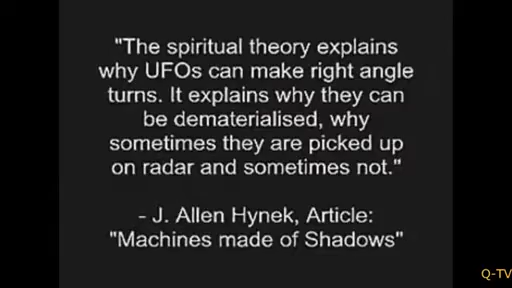 "The spiritual theory explains
why UFOs can make right angle
turns. It explains why they can
be dematerialised, why
sometimes they are picked up
on radar and sometimes not."
- J. Allen Hynek, Article:
"Machines made of Shadows"
Q-TV